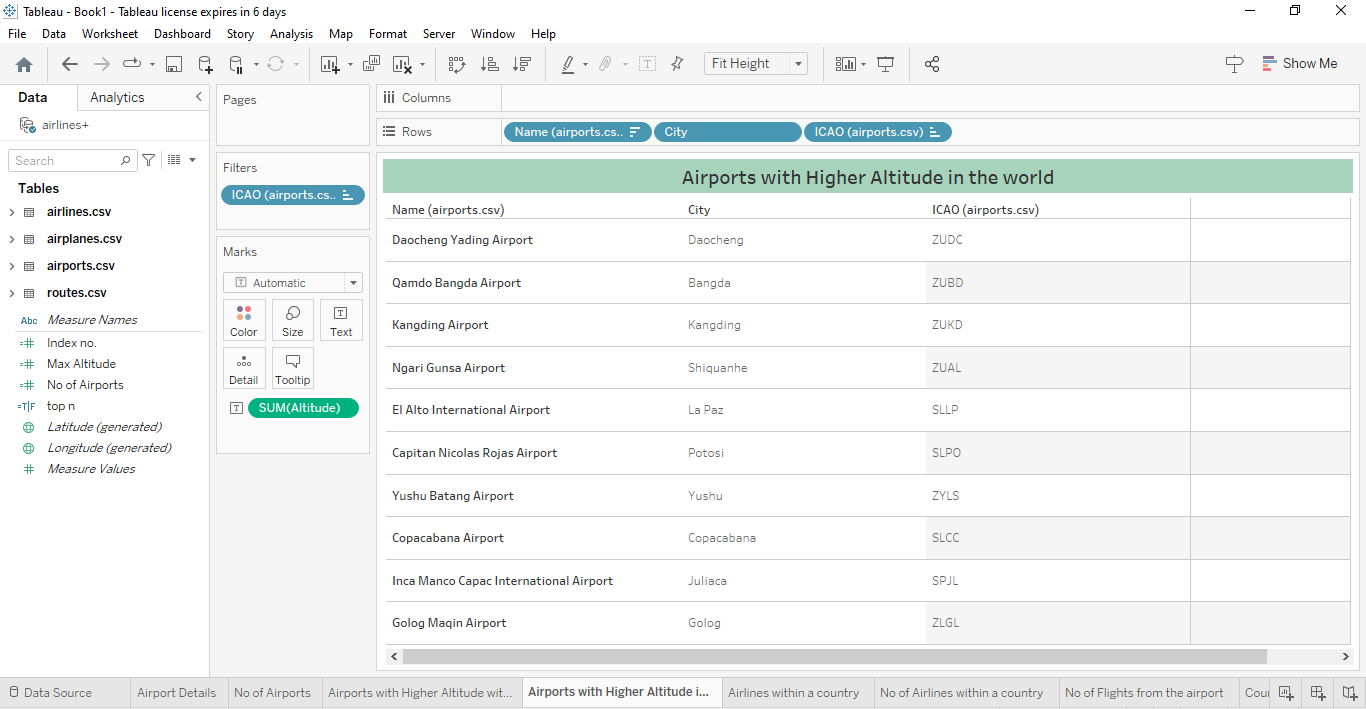 Tableau - Book1 - Tableau license expires in 6 days
File Data Worksheet Dashboard Story Analysis Map Format Server Window Help
Fit Height
Show Me
Data Analytics
airlines+
Search
Tables
airlines.csv
airplanes.csv
airports.csv
routes.csv
Abc Measure Names
Index no.
Max Altitude
No of Airports
T|F top n
Latitude (generated)
Longitude (generated)
Measure Values
Pages
Filters
ICAO (airports.cs..
Marks
Automatic
Color Size Text
Detail Tooltip
SUM(Altitude)
Columns
Rows Name (airports.cs.. City ICAO (airports.csv)
Airports with Higher Altitude in the world
Name (airports.csv) City ICAO (airports.csv)
Daocheng Yading Airport Daocheng ZUDC
Qamdo Bangda Airport Bangda ZUBD
Kangding Airport Kangding ZUKD
Ngari Gunsa Airport Shiquanhe ZUAL
El Alto International Airport La Paz SLLP
Capitan Nicolas Rojas Airport Potosi SLPO
Yushu Batang Airport Yushu ZYLS
Copacabana Airport Copacabana SLCC
Inca Manco Capac International Airport Juliaca SPJL
Golog Maqin Airport Golog ZLGL
Data Source Airport Details No of Airports Airports with Higher Altitude wit... Airports with Higher Altitude i... Airlines within a country No of Airlines within a country No of Flights from the airport Cou